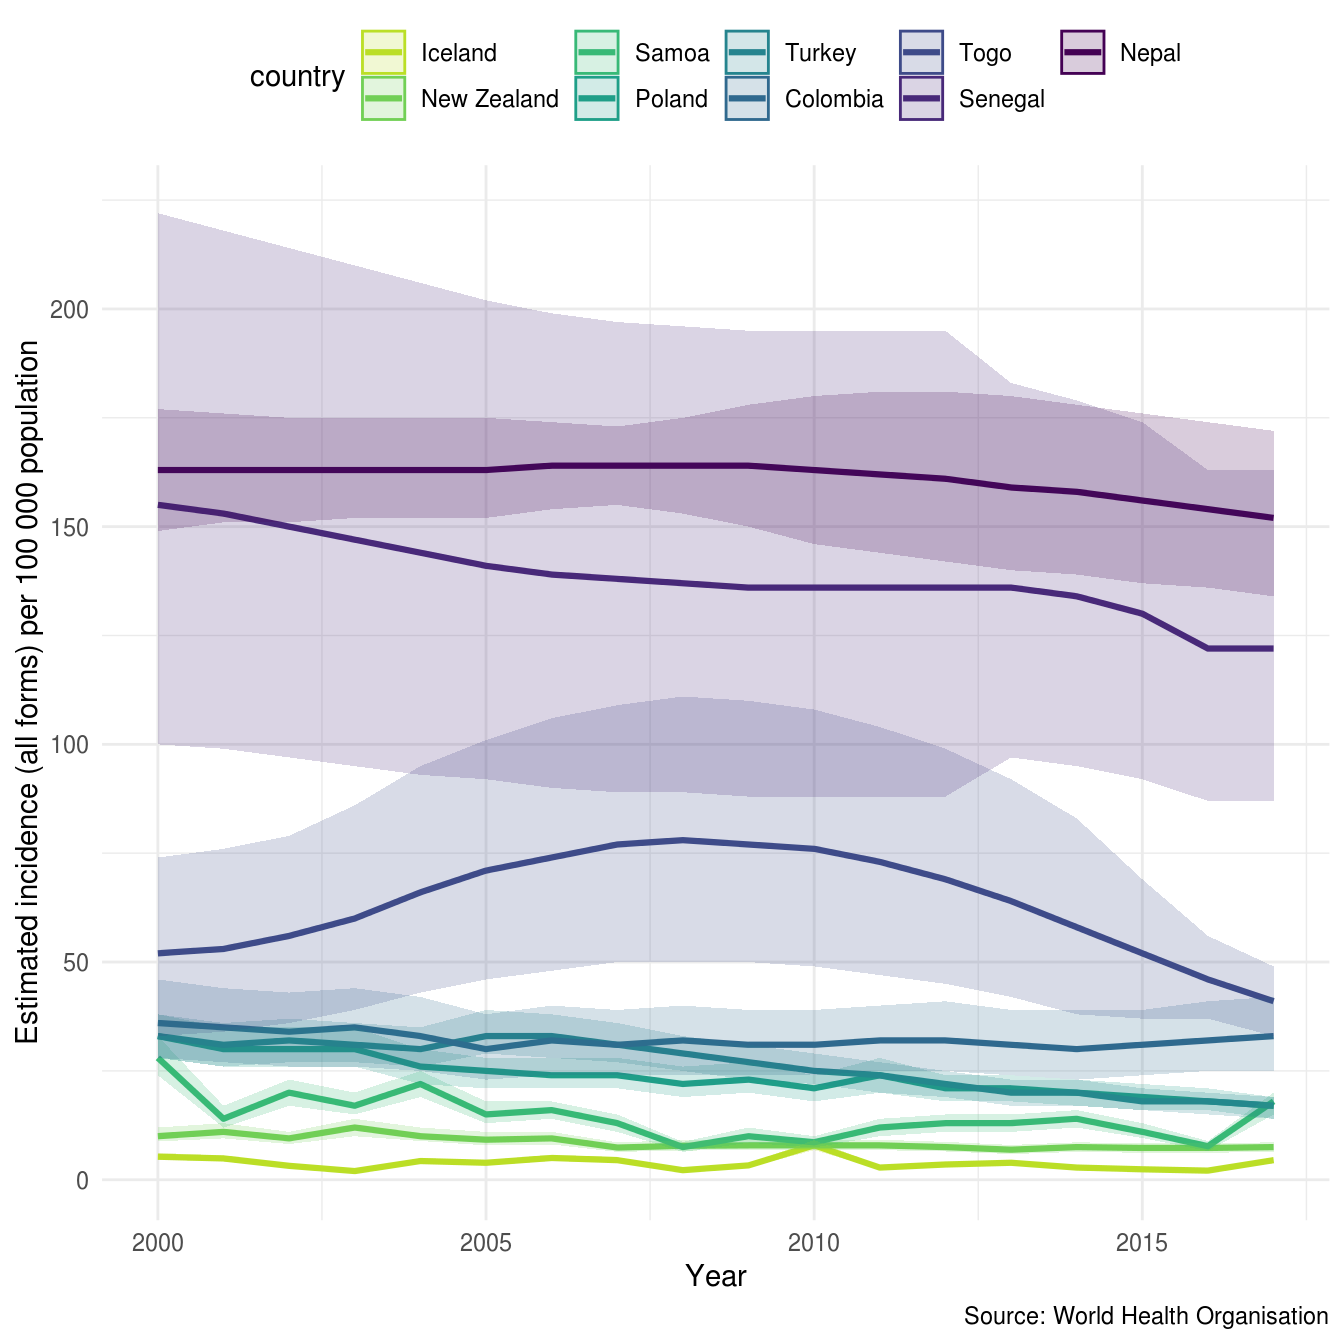 country
Iceland
Samoa
Turkey
Togo
Nepal
New Zealand
Poland
Colombia
Senegal
Estimated incidence (all forms) per 100 000 population
200
150
100
50
0
2000
2005
2010
2015
Year
Source: World Health Organisation